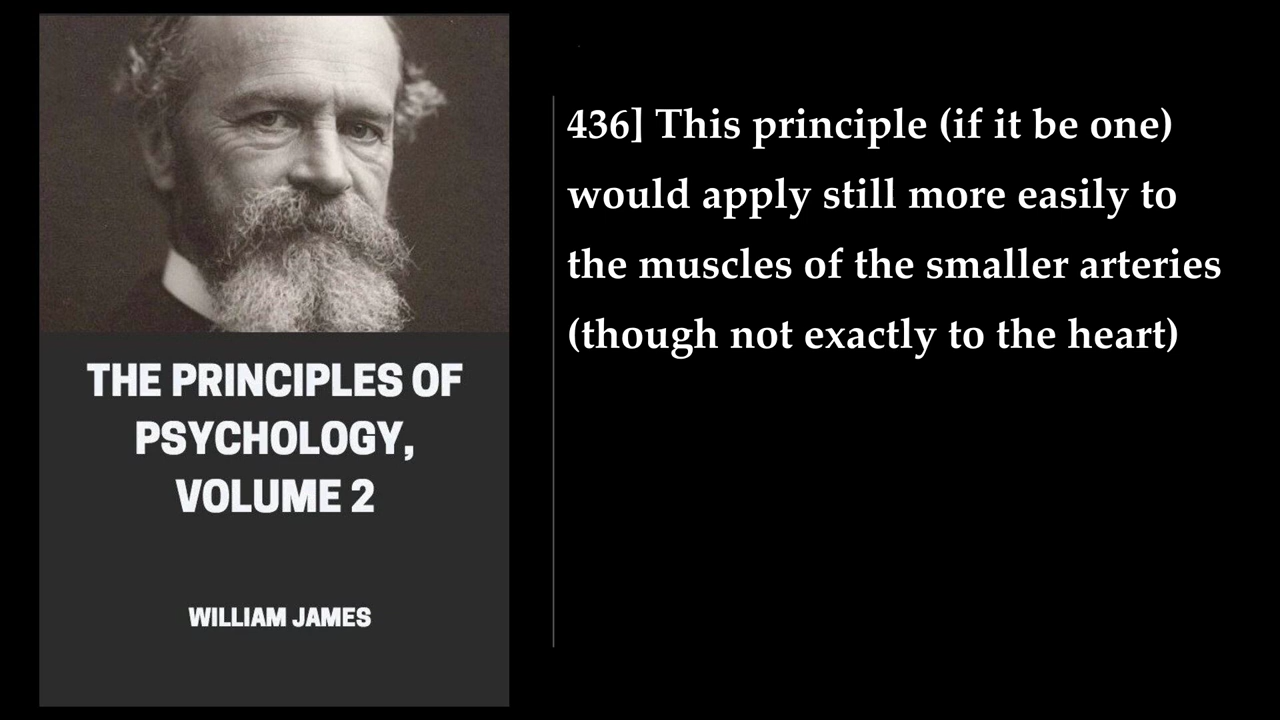 THE PRINCIPLES OF
PSYCHOLOGY,
VOLUME 2
WILLIAM JAMES
436] This principle (if it be one)
would apply still more easily to
the muscles of the smaller arteries
(though not exactly to the heart)